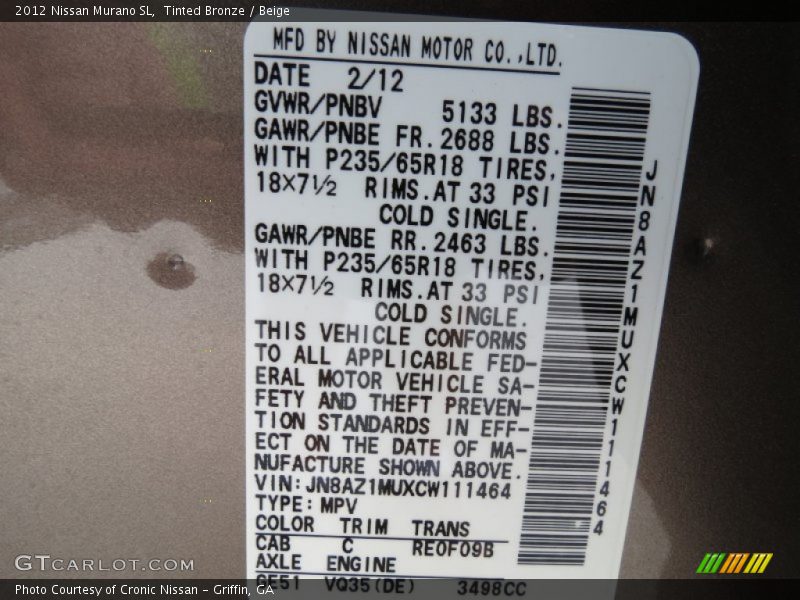 2012 Nissan Murano SL, Tinted Bronze / Beige
MFD BY NISSAN MOTOR CO.,LTD.
DATE 2/12
GVWR/PNBV 5133 LBS.
GAWR/PNBE FR. 2688 LBS.
WITH P235/65R18 TIRES,
18X7½ RIMS. AT 33 PSI
COLD SINGLE.
GAWR/PNBE RR. 2463 LBS.
WITH P235/65R18 TIRES,
18X7½ RIMS. AT 33 PSI
COLD SINGLE.
THIS VEHICLE CONFORMS
TO ALL APPLICABLE FED-
ERAL MOTOR VEHICLE SA-
FETY AND THEFT PREVEN-
TION STANDARDS IN EFF-
ECT ON THE DATE OF MA-
NUFACTURE SHOWN ABOVE.
VIN:JN8AZ1MUXCW111464
TYPE: MPV
COLOR TRIM TRANS
CAB C RE0F09B
AXLE ENGINE
GE51 VQ35(DE) 3498CC
JN8AZ1MUXCW111464
GTCARLOT.COM
Photo Courtesy of Cronic Nissan - Griffin, GA